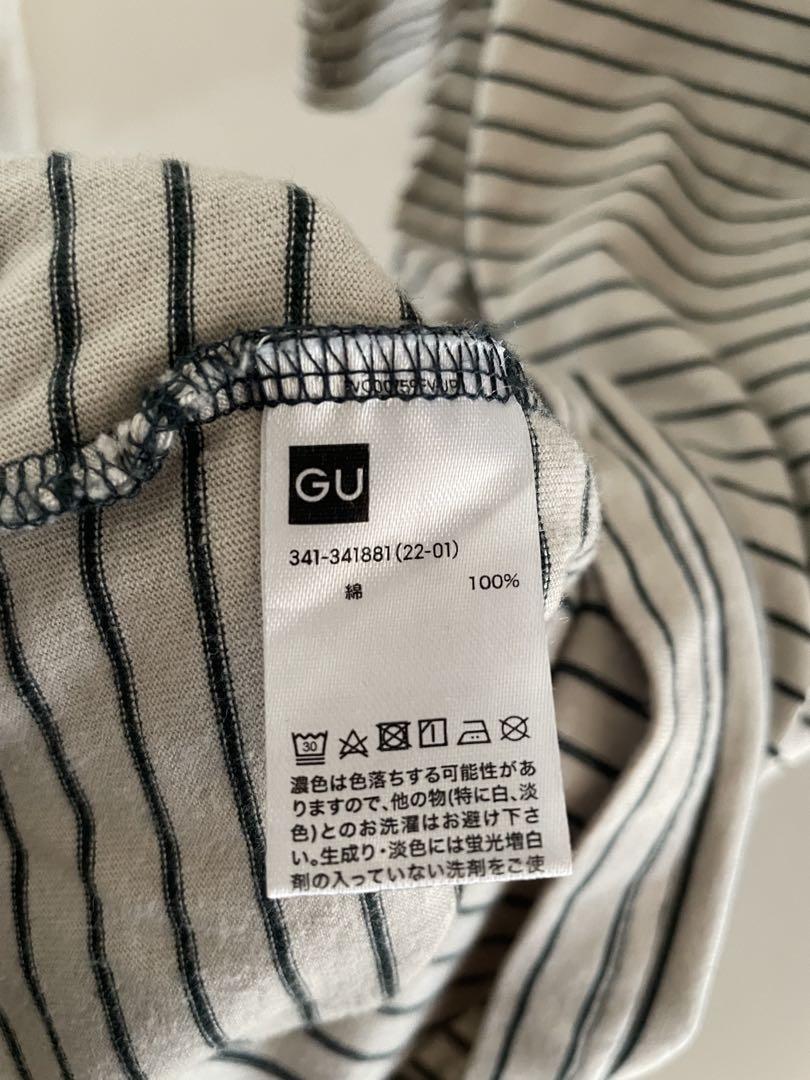 GU
341-341881(22-01)
綿 100%
30
濃色は色落ちする可能性があ
りますので、他の物(特に白、淡
色)とのお洗濯はお避け下さ
い。生成り・淡色には蛍光増白
剤の入っていない洗剤をご使